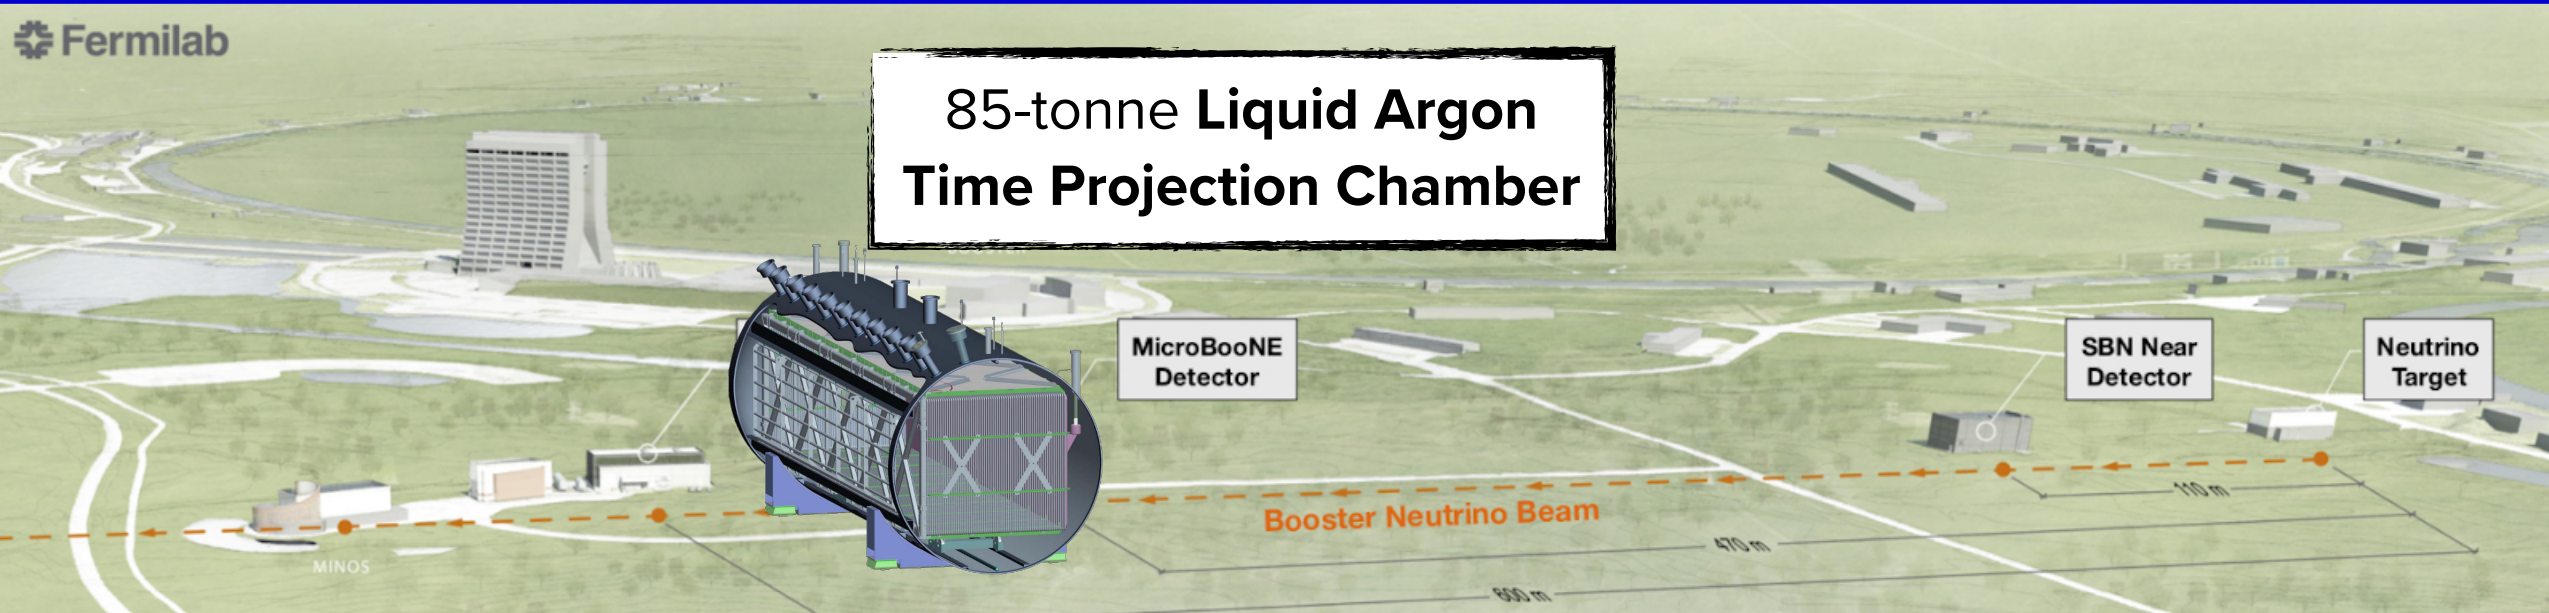 Fermilab
85-tonne Liquid Argon
Time Projection Chamber
MicroBooNE
Detector
SBN Near
Detector
Neutrino
Target
Booster Neutrino Beam
110 m
470 m
600 m
MINOS